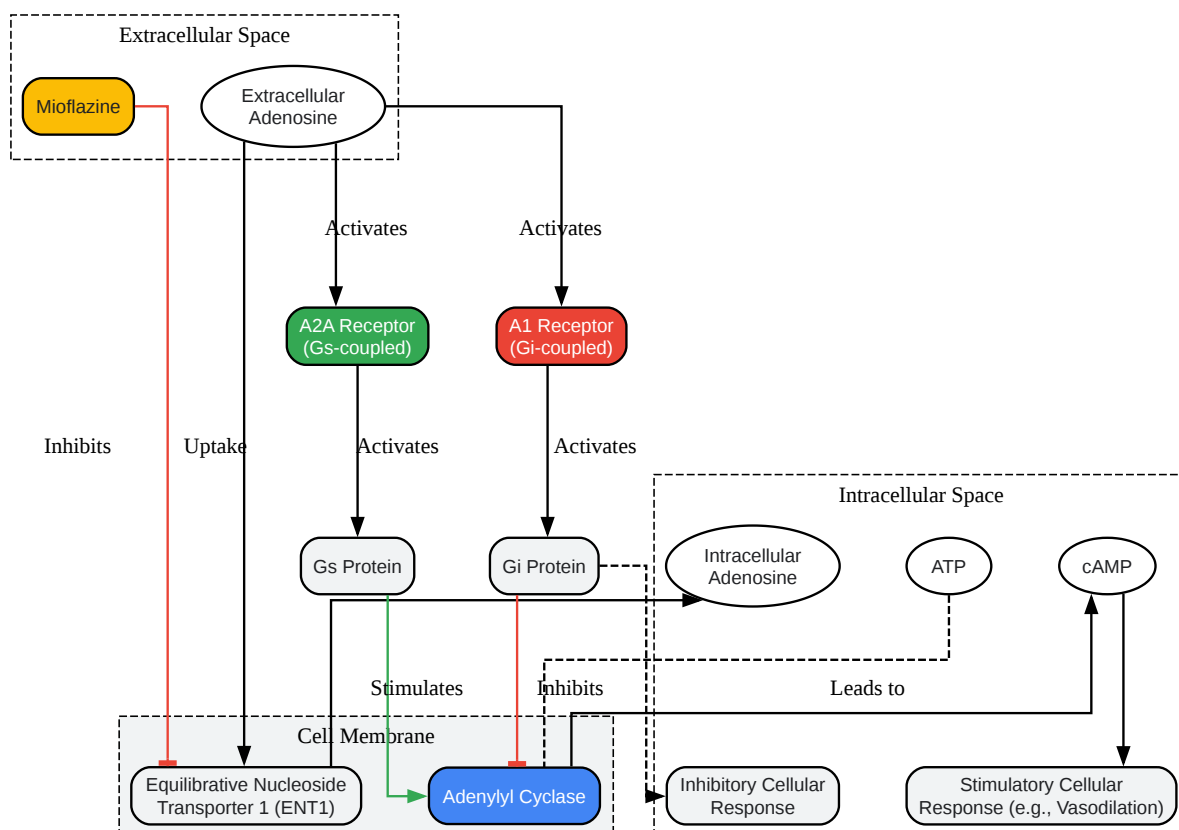 Extracellular Space
Mioflazine
Extracellular
Adenosine
Activates
Activates
A2A Receptor
(Gs-coupled)
A1 Receptor
(Gi-coupled)
Inhibits
Uptake
Activates
Activates
Intracellular Space
Gs Protein
Gi Protein
Intracellular
Adenosine
ATP
cAMP
Stimulates
Inhibits
Leads to
Cell Membrane
Equilibrative Nucleoside
Transporter 1 (ENT1)
Adenylyl Cyclase
Inhibitory Cellular
Response
Stimulatory Cellular
Response (e.g., Vasodilation)